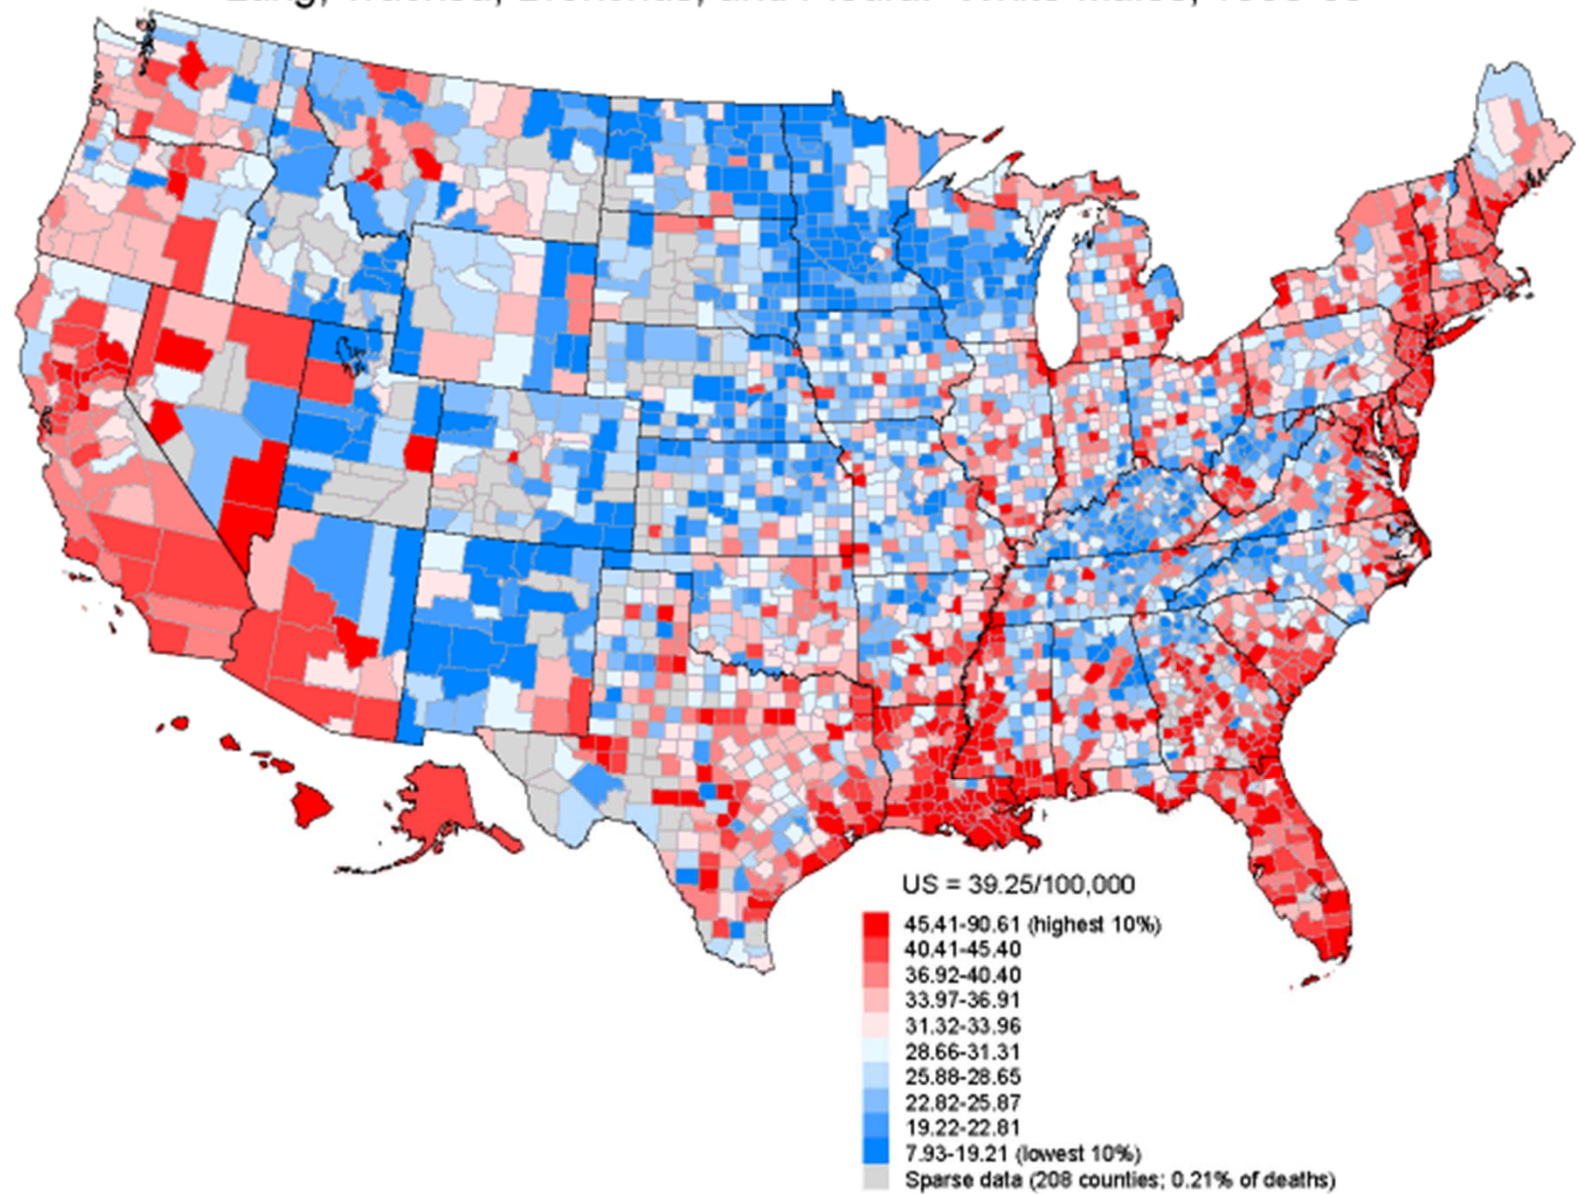 US = 39.25/100,000
45.41-90.61 (highest 10%)
40.41-45.40
36.92-40.40
33.97-36.91
31.32-33.96
28.66-31.31
25.88-28.65
22.82-25.87
19.22-22.81
7.93-19.21 (lowest 10%)
Sparse data (208 counties; 0.21% of deaths)